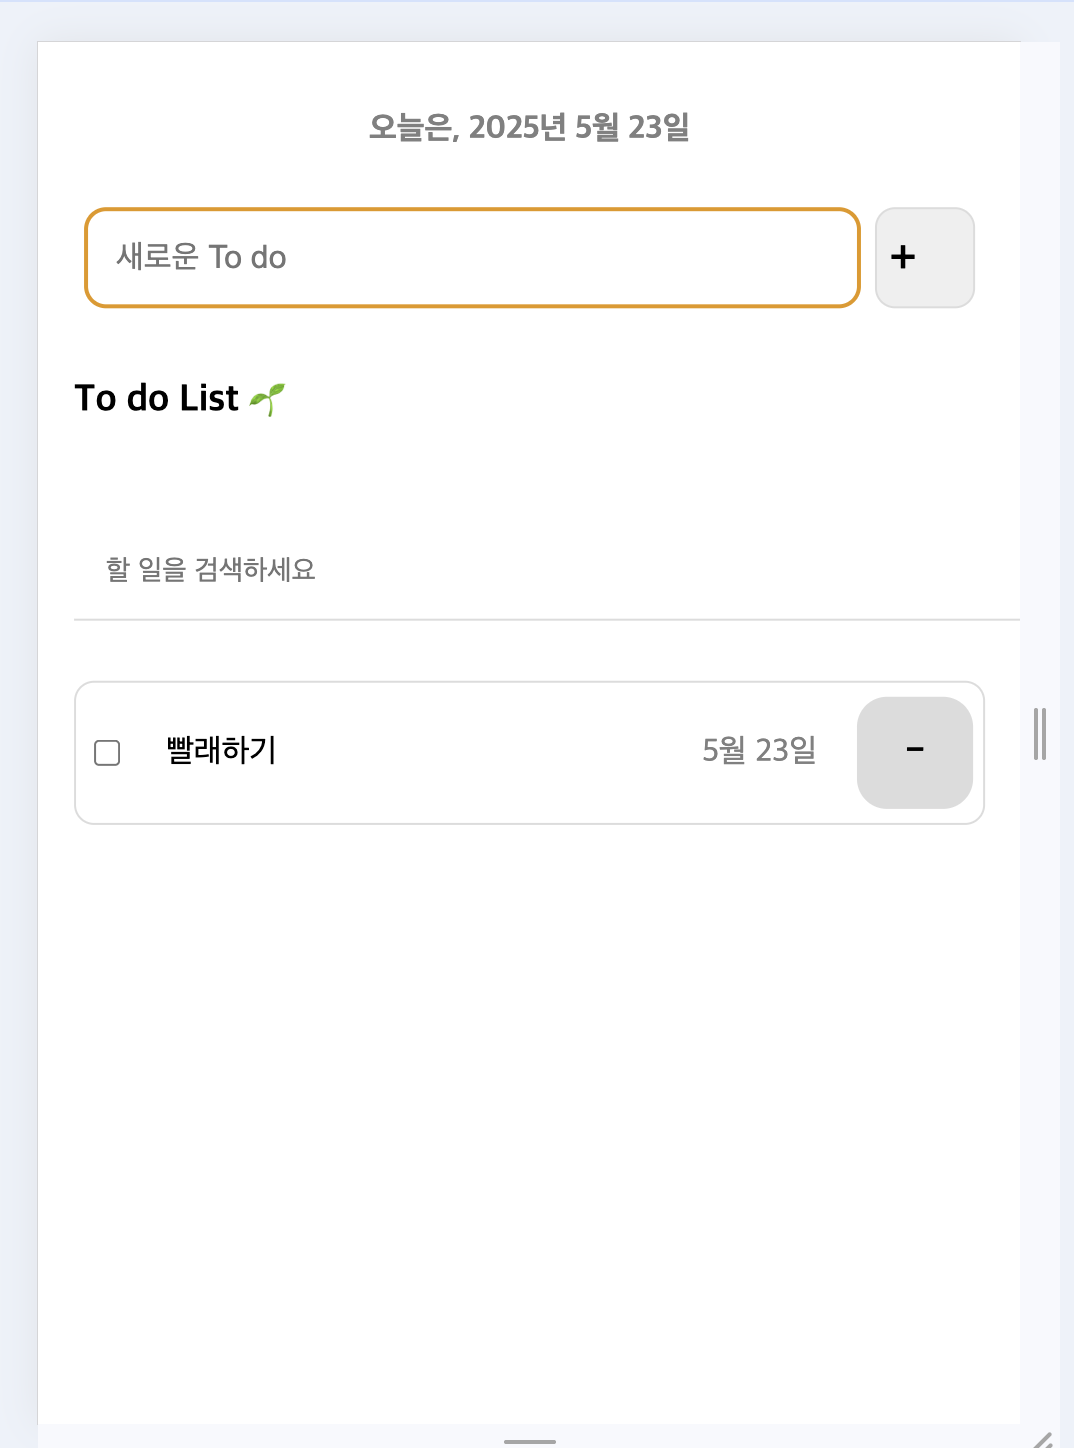 오늘은, 2025년 5월 23일
새로운 To do
+
To do List 🌱
할 일을 검색하세요
빨래하기 5월 23일 -